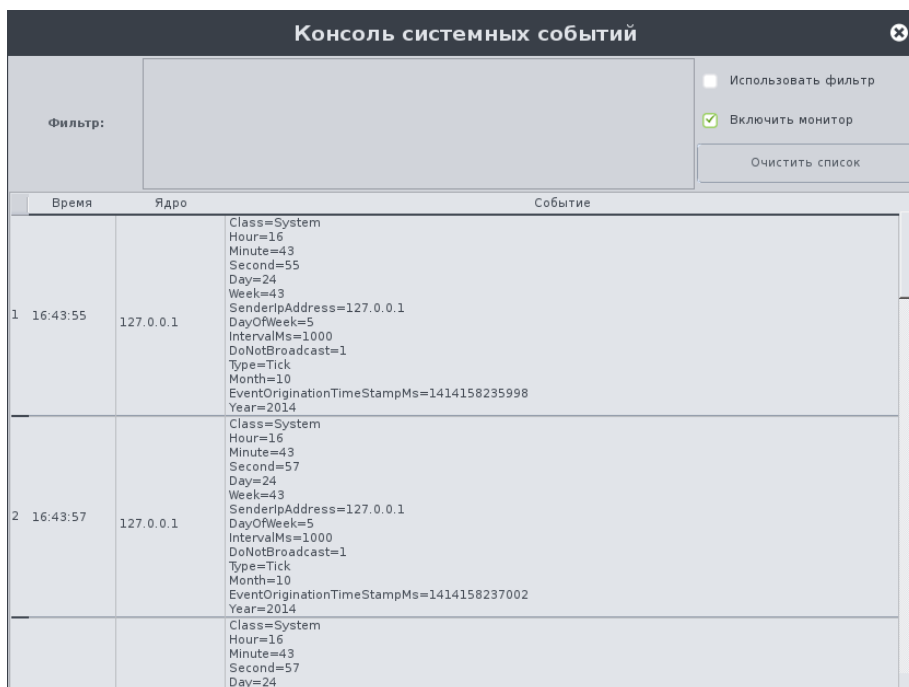 Консоль системных событий
Фильтр:
Использовать фильтр
Включить монитор
Очистить список
Время Ядро Событие
1 16:43:55 127.0.0.1
Class=System
Hour=16
Minute=43
Second=55
Day=24
Week=43
SenderIpAddress=127.0.0.1
DayOfWeek=5
IntervalMs=1000
DoNotBroadcast=1
Type=Tick
Month=10
EventOriginationTimeStampMs=1414158235998
Year=2014
2 16:43:57 127.0.0.1
Class=System
Hour=16
Minute=43
Second=57
Day=24
Week=43
SenderIpAddress=127.0.0.1
DayOfWeek=5
IntervalMs=1000
DoNotBroadcast=1
Type=Tick
Month=10
EventOriginationTimeStampMs=1414158237002
Year=2014
Class=System
Hour=16
Minute=43
Second=57
Day=24